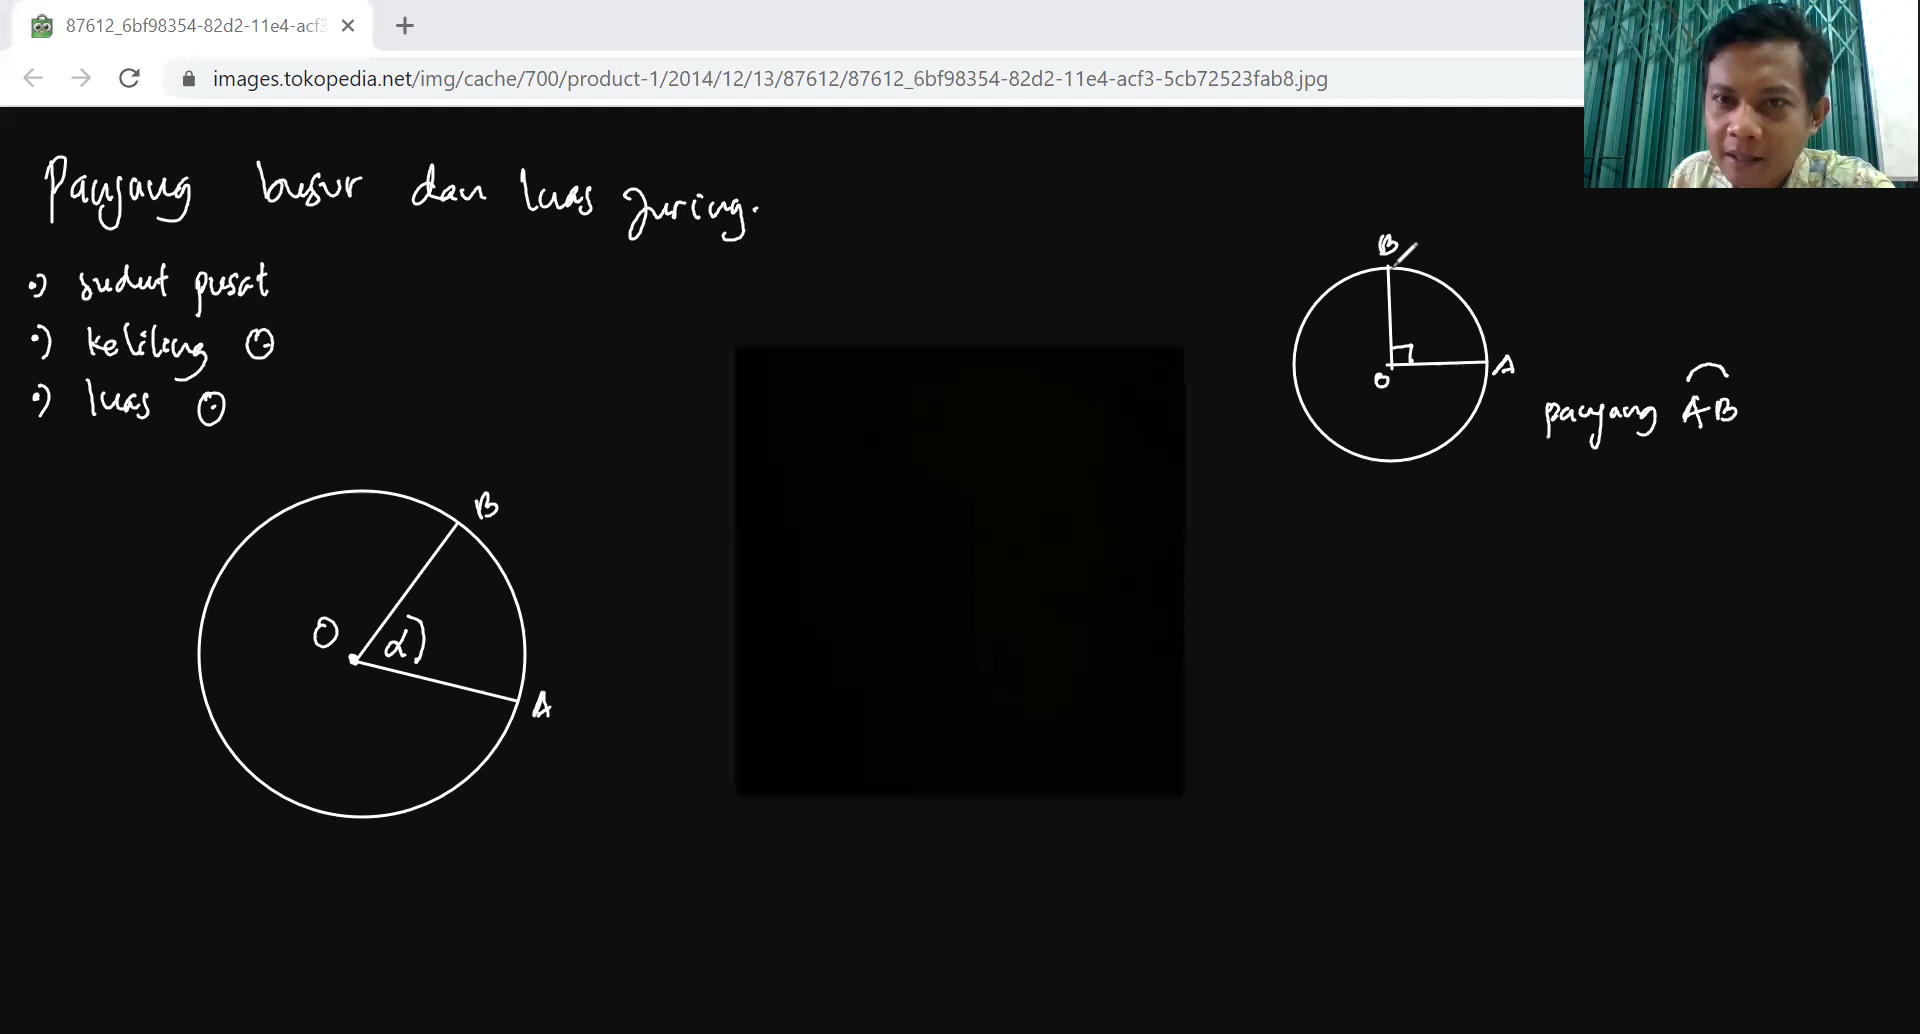 87612_6bf98354-82d2-11e4-acf3
images.tokopedia.net/img/cache/700/product-1/2014/12/13/87612/87612_6bf98354-82d2-11e4-acf3-5cb72523fab8.jpg
Panjang busur dan luas juring.
•) sudut pusat
•) keliling ⊙
•) luas ⊙
B
O α
A
B
O A
panjang AB